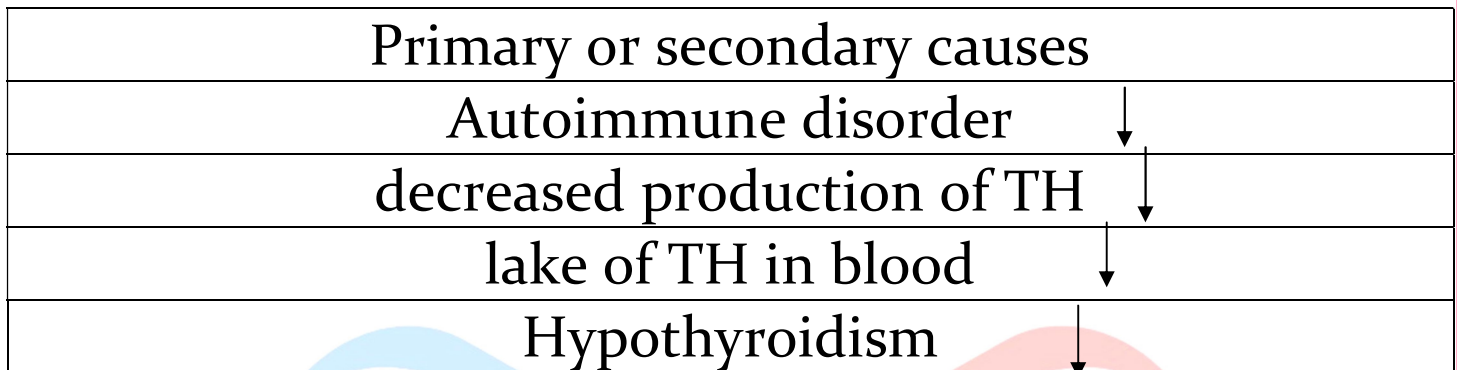 Primary or secondary causes
Autoimmune disorder
decreased production of TH
lake of TH in blood
Hypothyroidism